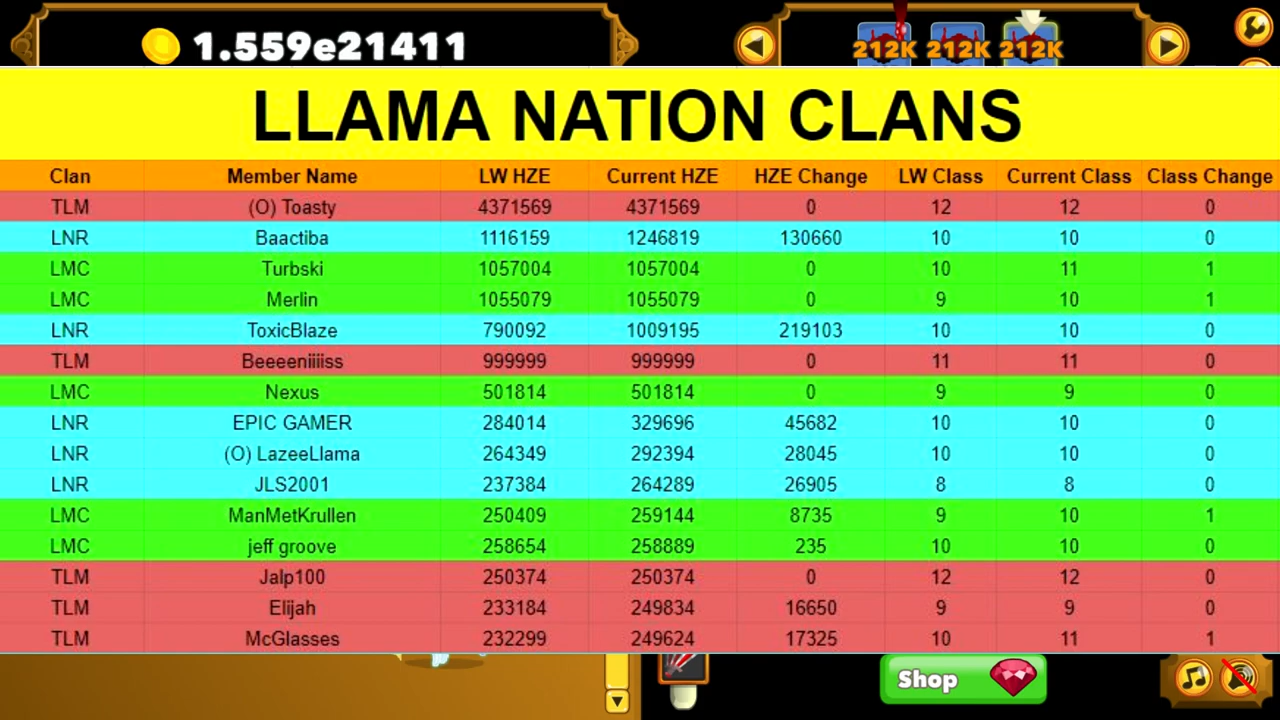 1.559e21411
212K 212K 212K
LLAMA NATION CLANS
Clan Member Name LW HZE Current HZE HZE Change LW Class Current Class Class Change
TLM (O) Toasty 4371569 4371569 0 12 12 0
LNR Baactiba 1116159 1246819 130660 10 10 0
LMC Turbski 1057004 1057004 0 10 11 1
LMC Merlin 1055079 1055079 0 9 10 1
LNR ToxicBlaze 790092 1009195 219103 10 10 0
TLM Beeeeniiiiss 999999 999999 0 11 11 0
LMC Nexus 501814 501814 0 9 9 0
LNR EPIC GAMER 284014 329696 45682 10 10 0
LNR (O) LazeeLlama 264349 292394 28045 10 10 0
LNR JLS2001 237384 264289 26905 8 8 0
LMC ManMetKrullen 250409 259144 8735 9 10 1
LMC jeff groove 258654 258889 235 10 10 0
TLM Jalp100 250374 250374 0 12 12 0
TLM Elijah 233184 249834 16650 9 9 0
TLM McGlasses 232299 249624 17325 10 11 1
Shop